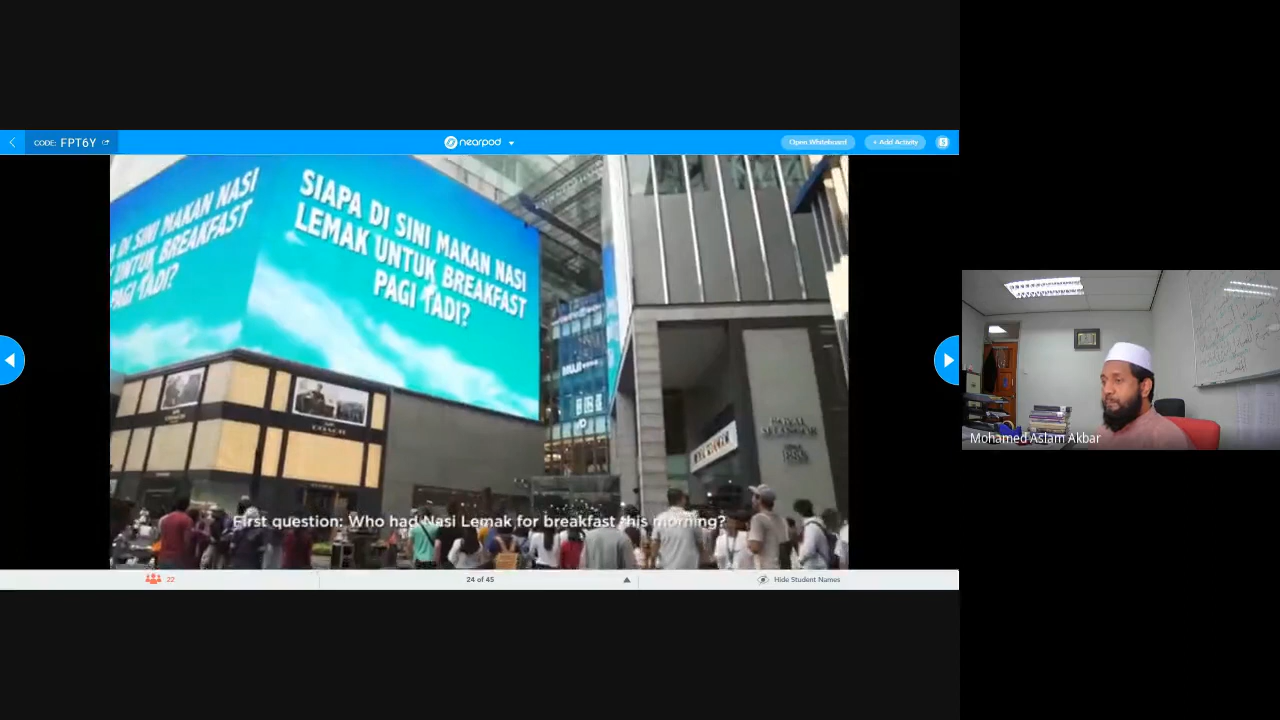 CODE: FPT6Y
nearpod
Open Whiteboard
+ Add Activity
SIAPA DI SINI MAKAN NASI
LEMAK UNTUK BREAKFAST
PAGI TADI?
DI SINI MAKAN NASI
UNTUK BREAKFAST
PAGI TADI?
MUJI
COACH
First question: Who had Nasi Lemak for breakfast this morning?
22
24 of 45
Hide Student Names
Mohamed Aslam Akbar